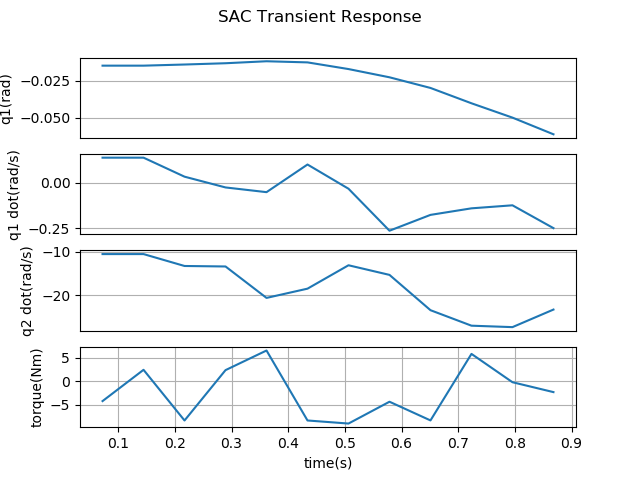 SAC Transient Response
q1(rad)
−0.025
−0.050
q1 dot(rad/s)
0.00
−0.25
q2 dot(rad/s)
−10
−20
torque(Nm)
5
0
−5
0.1 0.2 0.3 0.4 0.5 0.6 0.7 0.8 0.9
time(s)